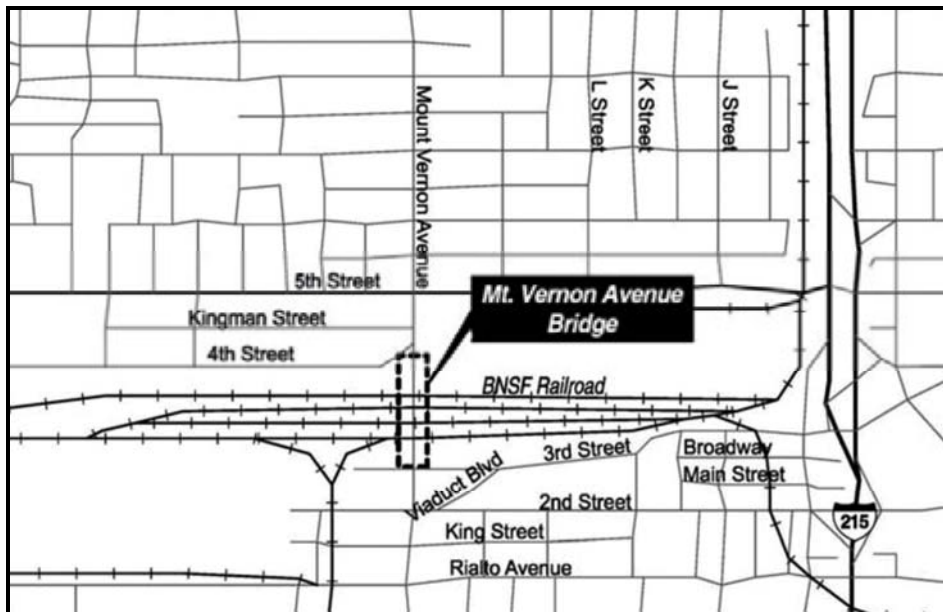 Mount Vernon Avenue
L Street
K Street
J Street
5th Street
Mt. Vernon Avenue
Bridge
Kingman Street
4th Street
BNSF Railroad
3rd Street
Broadway
Viaduct Blvd
Main Street
2nd Street
215
King Street
Rialto Avenue